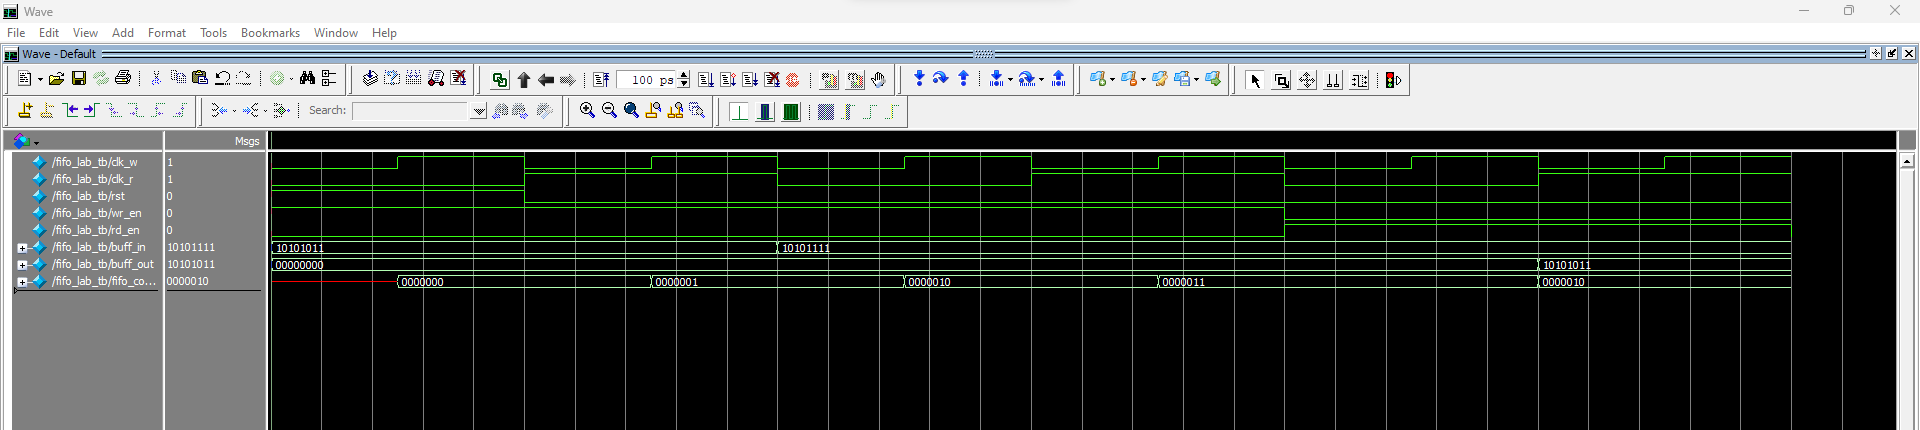 Wave
File Edit View Add Format Tools Bookmarks Window Help
Wave - Default
100 ps
Search:
Msgs
/fifo_lab_tb/clk_w 1
/fifo_lab_tb/clk_r 1
/fifo_lab_tb/rst 0
/fifo_lab_tb/wr_en 0
/fifo_lab_tb/rd_en 0
/fifo_lab_tb/buff_in 10101111 10101011 10101111
/fifo_lab_tb/buff_out 10101011 00000000 10101011
/fifo_lab_tb/fifo_co... 0000010 0000000 0000001 0000010 0000011 0000010